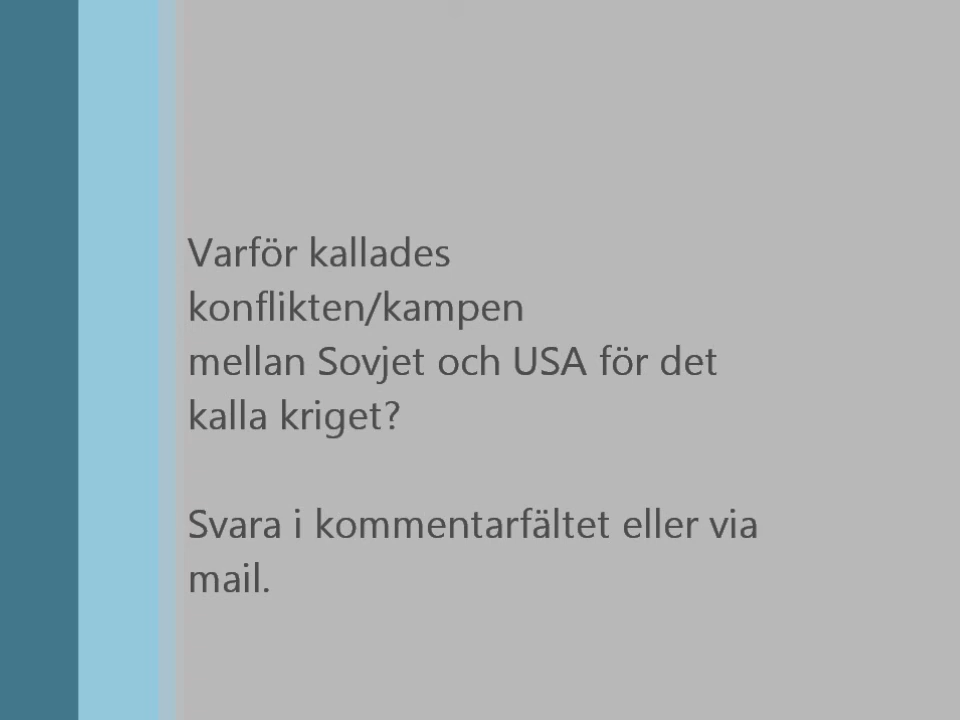 Varför kallades
konflikten/kampen
mellan Sovjet och USA för det
kalla kriget?
Svara i kommentarfältet eller via
mail.